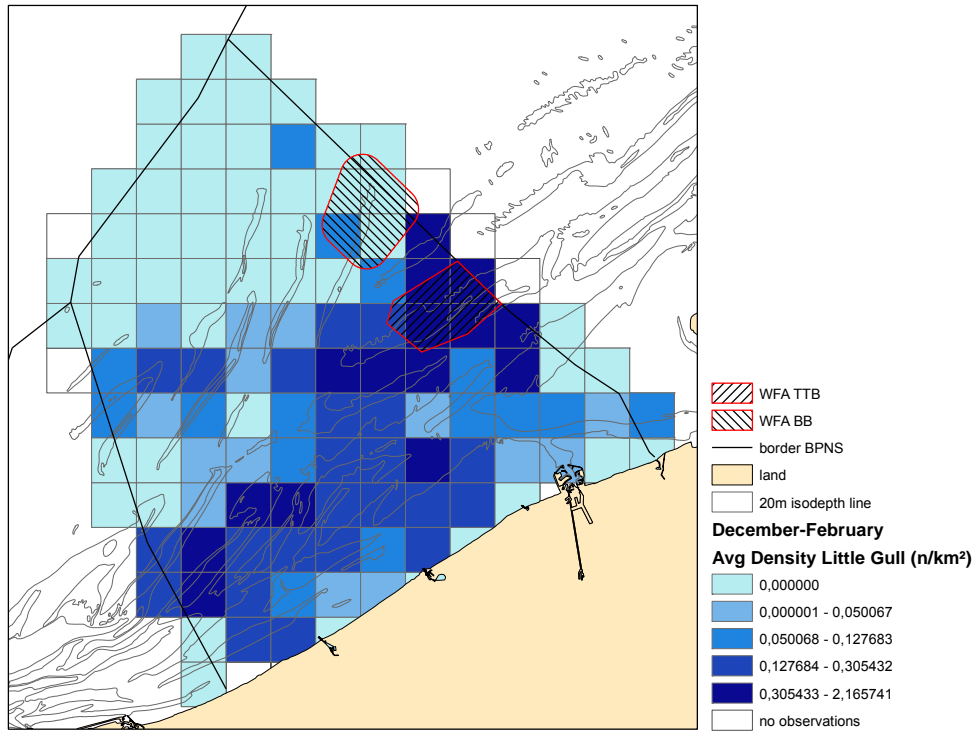 WFA TTB
WFA BB
border BPNS
land
20m isodepth line
December-February
Avg Density Little Gull (n/km²)
0,000000
0,000001 - 0,050067
0,050068 - 0,127683
0,127684 - 0,305432
0,305433 - 2,165741
no observations